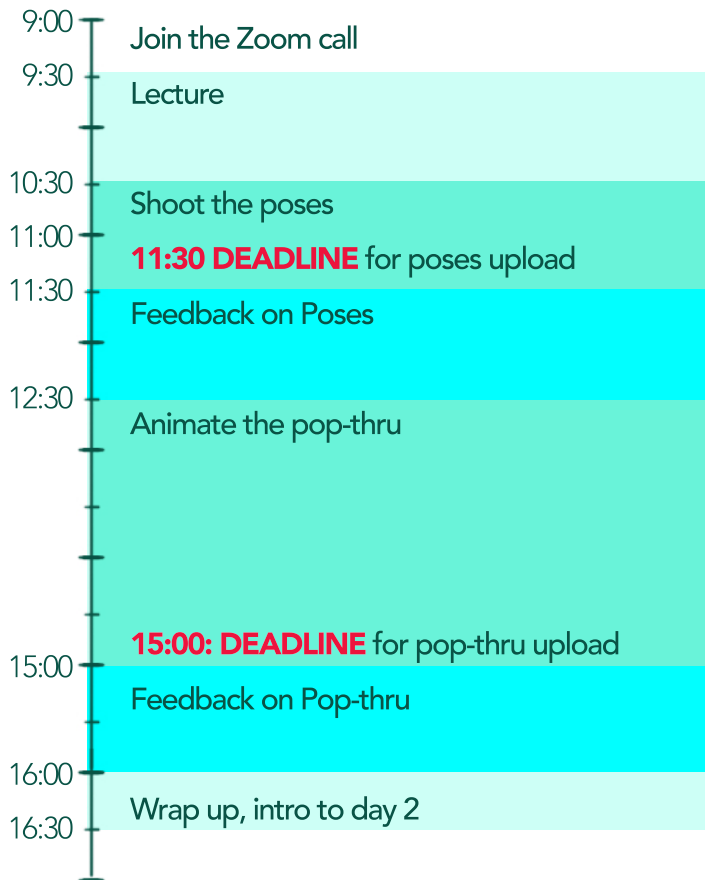 9:00
Join the Zoom call
9:30
Lecture
10:30
Shoot the poses
11:00
11:30 DEADLINE for poses upload
11:30
Feedback on Poses
12:30
Animate the pop-thru
15:00: DEADLINE for pop-thru upload
15:00
Feedback on Pop-thru
16:00
Wrap up, intro to day 2
16:30